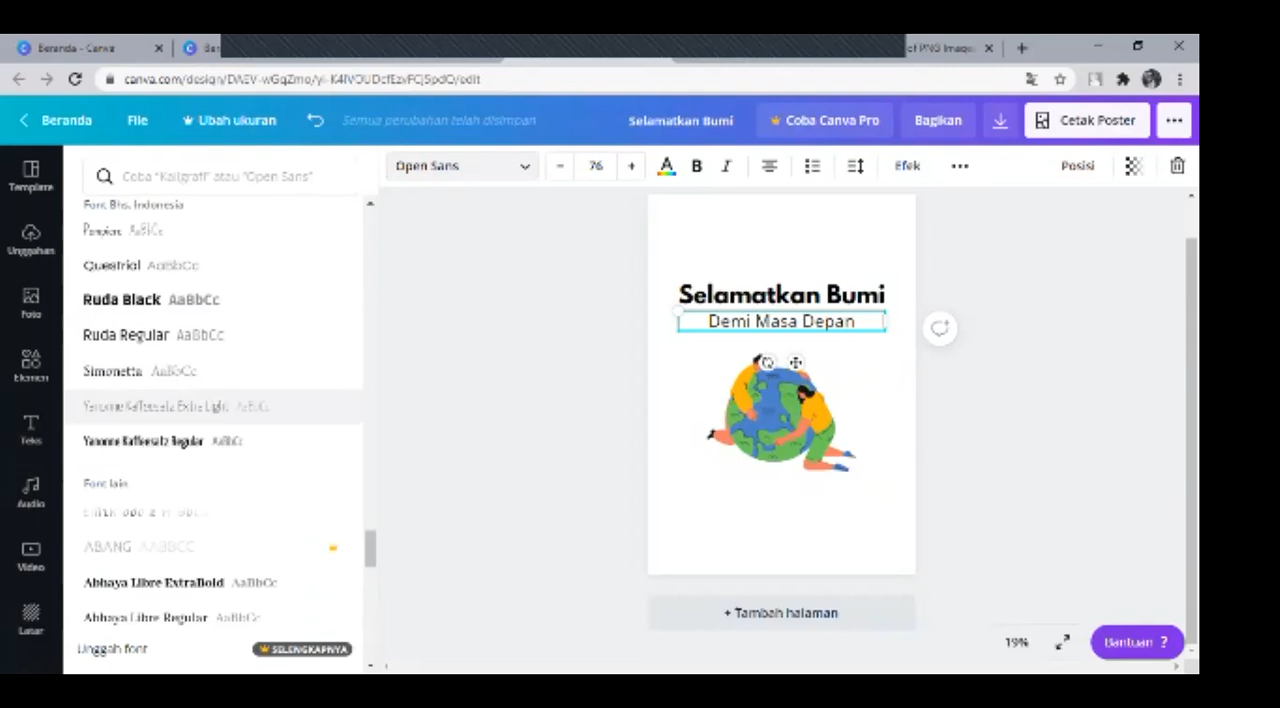 Beranda - Canva
of PNG Image
canva.com/design/DAEV-wGqZmo/yi-K4IVOUDcfEzvFCj5pdQ/edit
Beranda File Ubah ukuran Semua perubahan telah disimpan Selamatkan Bumi Coba Canva Pro Bagikan Cetak Poster
Template
Unggahan
Foto
Elemen
Teks
Audio
Video
Latar
Coba "Kaligrafi" atau "Open Sans"
Open Sans 76 A B I Efek Posisi
Font Bhs. Indonesia
AaBbCc
Questrial AaBbCc
Ruda Black AaBbCc
Ruda Regular AaBbCc
Simonetta AaBbCc
Yanone Kaffeesatz Extra Light AaBbCc
Yanone Kaffeesatz Regular AaBbCc
Font lain
ABANG AABBCC
Abhaya Libre ExtraBold AaBbCc
Abhaya Libre Regular AaBbCc
Unggah font SELENGKAPNYA
Selamatkan Bumi
Demi Masa Depan
+ Tambah halaman
19%
Bantuan ?